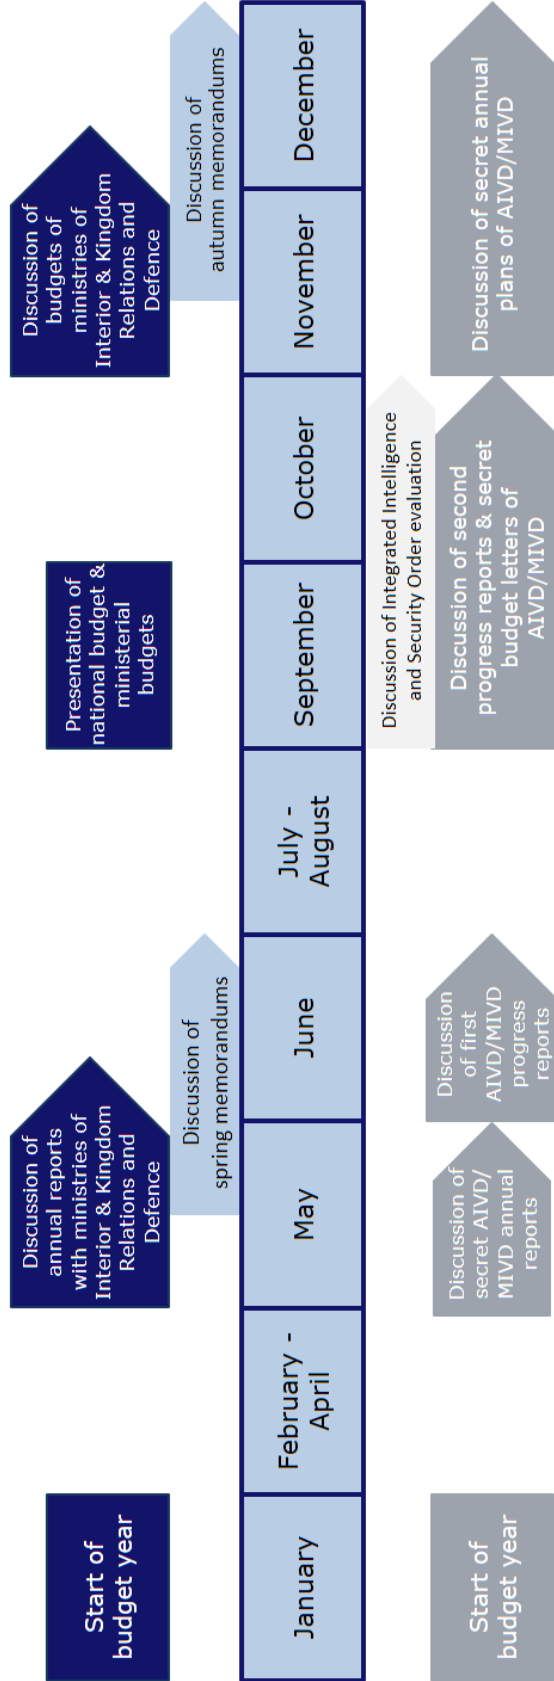 Start of
budget year
Discussion of
annual reports
with ministries of
Interior & Kingdom
Relations and
Defence
Presentation of
national budget &
ministerial
budgets
Discussion of
budgets of
ministries of
Interior & Kingdom
Relations and
Defence
Discussion of
spring memorandums
Discussion of
autumn memorandums
January
February -
April
May
June
July -
August
September
October
November
December
Discussion of Integrated Intelligence
and Security Order evaluation
Start of
budget year
Discussion of
secret AIVD/
MIVD annual
reports
Discussion
of first
AIVD/MIVD
progress
reports
Discussion of second
progress reports & secret
budget letters of
AIVD/MIVD
Discussion of secret annual
plans of AIVD/MIVD